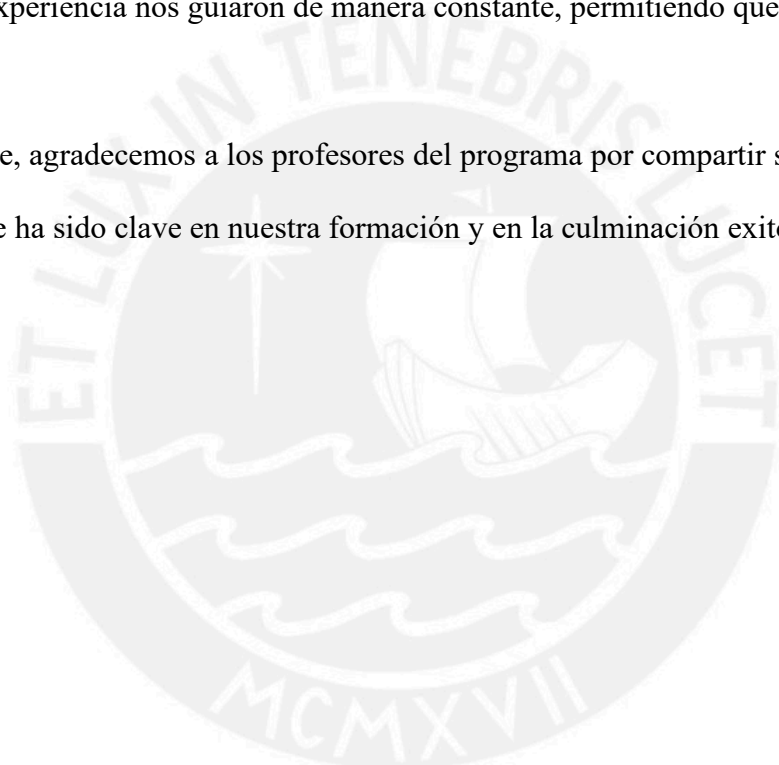 xperiencia nos guiaron de manera constante, permitiendo que
e, agradecemos a los profesores del programa por compartir s
e ha sido clave en nuestra formación y en la culminación exito
ET LUX IN TENEBRIS LUCET
MCMXVII